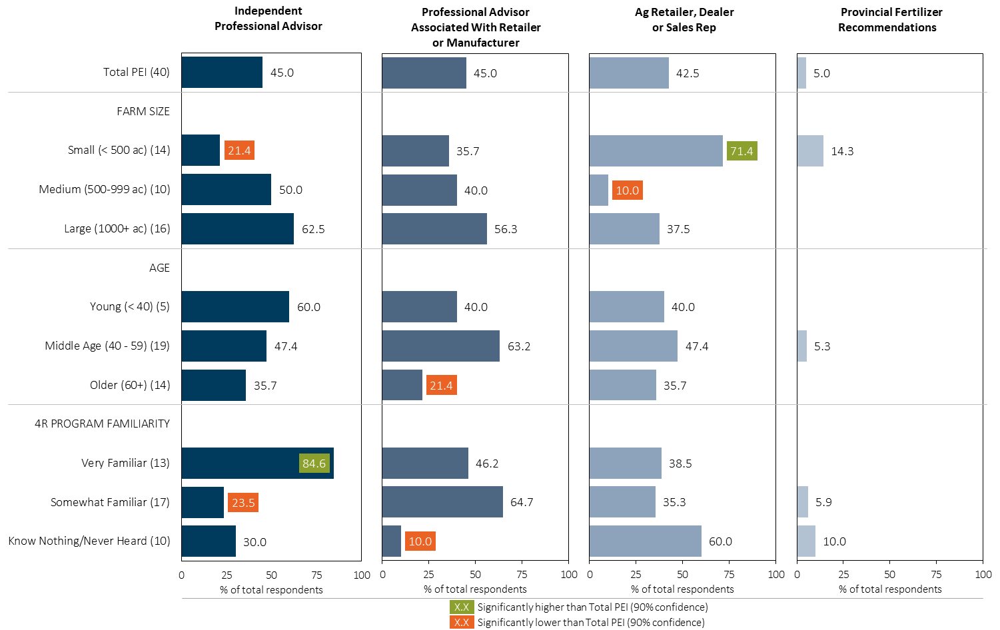 Independent
Professional Advisor
Professional Advisor
Associated With Retailer
or Manufacturer
Ag Retailer, Dealer
or Sales Rep
Provincial Fertilizer
Recommendations
Total PEI (40) 45.0 45.0 42.5 5.0
FARM SIZE
Small (< 500 ac) (14) 21.4 35.7 71.4 14.3
Medium (500-999 ac) (10) 50.0 40.0 10.0
Large (1000+ ac) (16) 62.5 56.3 37.5
AGE
Young (< 40) (5) 60.0 40.0 40.0
Middle Age (40 - 59) (19) 47.4 63.2 47.4 5.3
Older (60+) (14) 35.7 21.4 35.7
4R PROGRAM FAMILIARITY
Very Familiar (13) 84.6 46.2 38.5
Somewhat Familiar (17) 23.5 64.7 35.3 5.9
Know Nothing/Never Heard (10) 30.0 10.0 60.0 10.0
0 25 50 75 100 0 25 50 75 100 0 25 50 75 100 0 25 50 75 100
% of total respondents % of total respondents % of total respondents % of total respondents
X.X Significantly higher than Total PEI (90% confidence)
X.X Significantly lower than Total PEI (90% confidence)